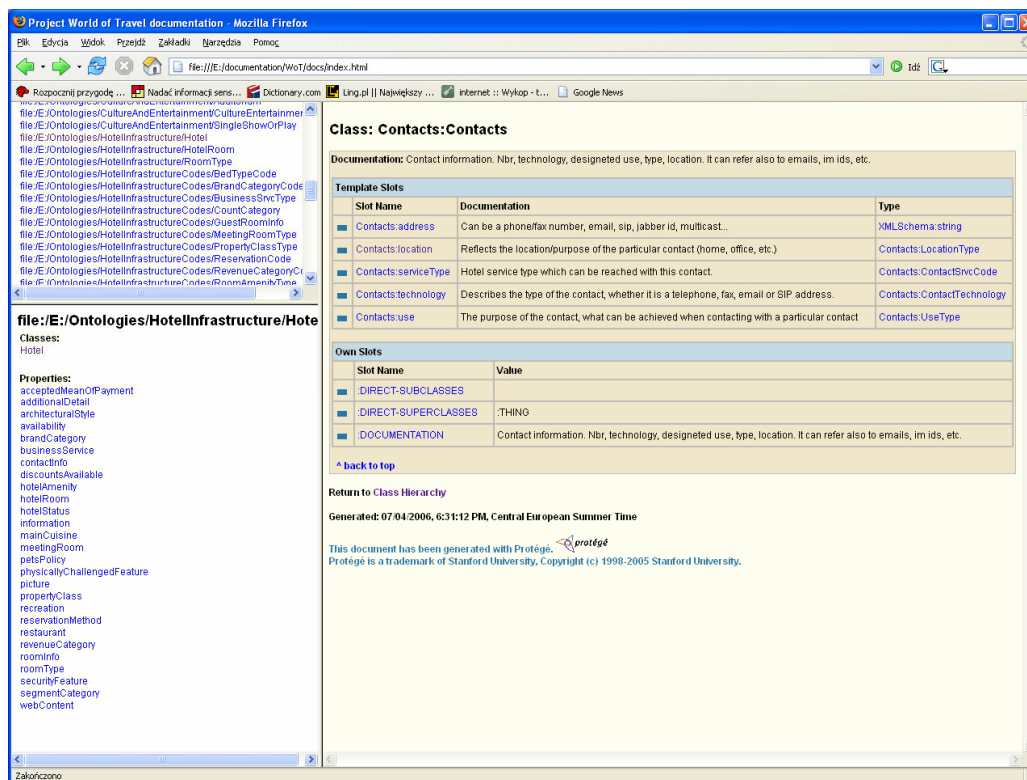 Project World of Travel documentation - Mozilla Firefox
Plik Edycja Widok Przejdź Zakładki Narzędzia Pomoc
file:///E:/documentation/WoT/docs/index.html
Idź
Rozpocznij przygodę ... Nadać informacji sens... Dictionary.com Ling.pl || Największy ... internet :: Wykop - t... Google News
file:/E:/Ontologies/CultureAndEntertainment/Auditorium
file:/E:/Ontologies/CultureAndEntertainment/CultureEntertainmer
file:/E:/Ontologies/CultureAndEntertainment/SingleShowOrPlay
file:/E:/Ontologies/HotelInfrastructure/Hotel
file:/E:/Ontologies/HotelInfrastructure/HotelRoom
file:/E:/Ontologies/HotelInfrastructure/RoomType
file:/E:/Ontologies/HotelInfrastructureCodes/BedTypeCode
file:/E:/Ontologies/HotelInfrastructureCodes/BrandCategoryCode
file:/E:/Ontologies/HotelInfrastructureCodes/BusinessSrvcType
file:/E:/Ontologies/HotelInfrastructureCodes/CountCategory
file:/E:/Ontologies/HotelInfrastructureCodes/GuestRoomInfo
file:/E:/Ontologies/HotelInfrastructureCodes/MeetingRoomType
file:/E:/Ontologies/HotelInfrastructureCodes/PropertyClassType
file:/E:/Ontologies/HotelInfrastructureCodes/ReservationCode
file:/E:/Ontologies/HotelInfrastructureCodes/RevenueCategoryCo
file:/E:/Ontologies/HotelInfrastructureCodes/RoomAmenityType
file:/E:/Ontologies/HotelInfrastructure/Hote
Classes:
Hotel
Properties:
acceptedMeanOfPayment
additionalDetail
architecturalStyle
availability
brandCategory
businessService
contactInfo
discountsAvailable
hotelAmenity
hotelRoom
hotelStatus
information
mainCuisine
meetingRoom
petsPolicy
physicallyChallengedFeature
picture
propertyClass
recreation
reservationMethod
restaurant
revenueCategory
roomInfo
roomType
securityFeature
segmentCategory
webContent
Class: Contacts:Contacts
Documentation: Contact information. Nbr, technology, designeted use, type, location. It can refer also to emails, im ids, etc.
Template Slots
Slot Name Documentation Type
Contacts:address Can be a phone/fax number, email, sip, jabber id, multicast... XMLSchema:string
Contacts:location Reflects the location/purpose of the particular contact (home, office, etc.) Contacts:LocationType
Contacts:serviceType Hotel service type which can be reached with this contact. Contacts:ContactSrvcCode
Contacts:technology Describes the type of the contact, whether it is a telephone, fax, email or SIP address. Contacts:ContactTechnology
Contacts:use The purpose of the contact, what can be achieved when contacting with a particular contact Contacts:UseType
Own Slots
Slot Name Value
:DIRECT-SUBCLASSES
:DIRECT-SUPERCLASSES :THING
:DOCUMENTATION Contact information. Nbr, technology, designeted use, type, location. It can refer also to emails, im ids, etc.
^ back to top
Return to Class Hierarchy
Generated: 07/04/2006, 6:31:12 PM, Central European Summer Time
This document has been generated with Protégé. protégé
Protégé is a trademark of Stanford University, Copyright (c) 1998-2005 Stanford University.
Zakończono